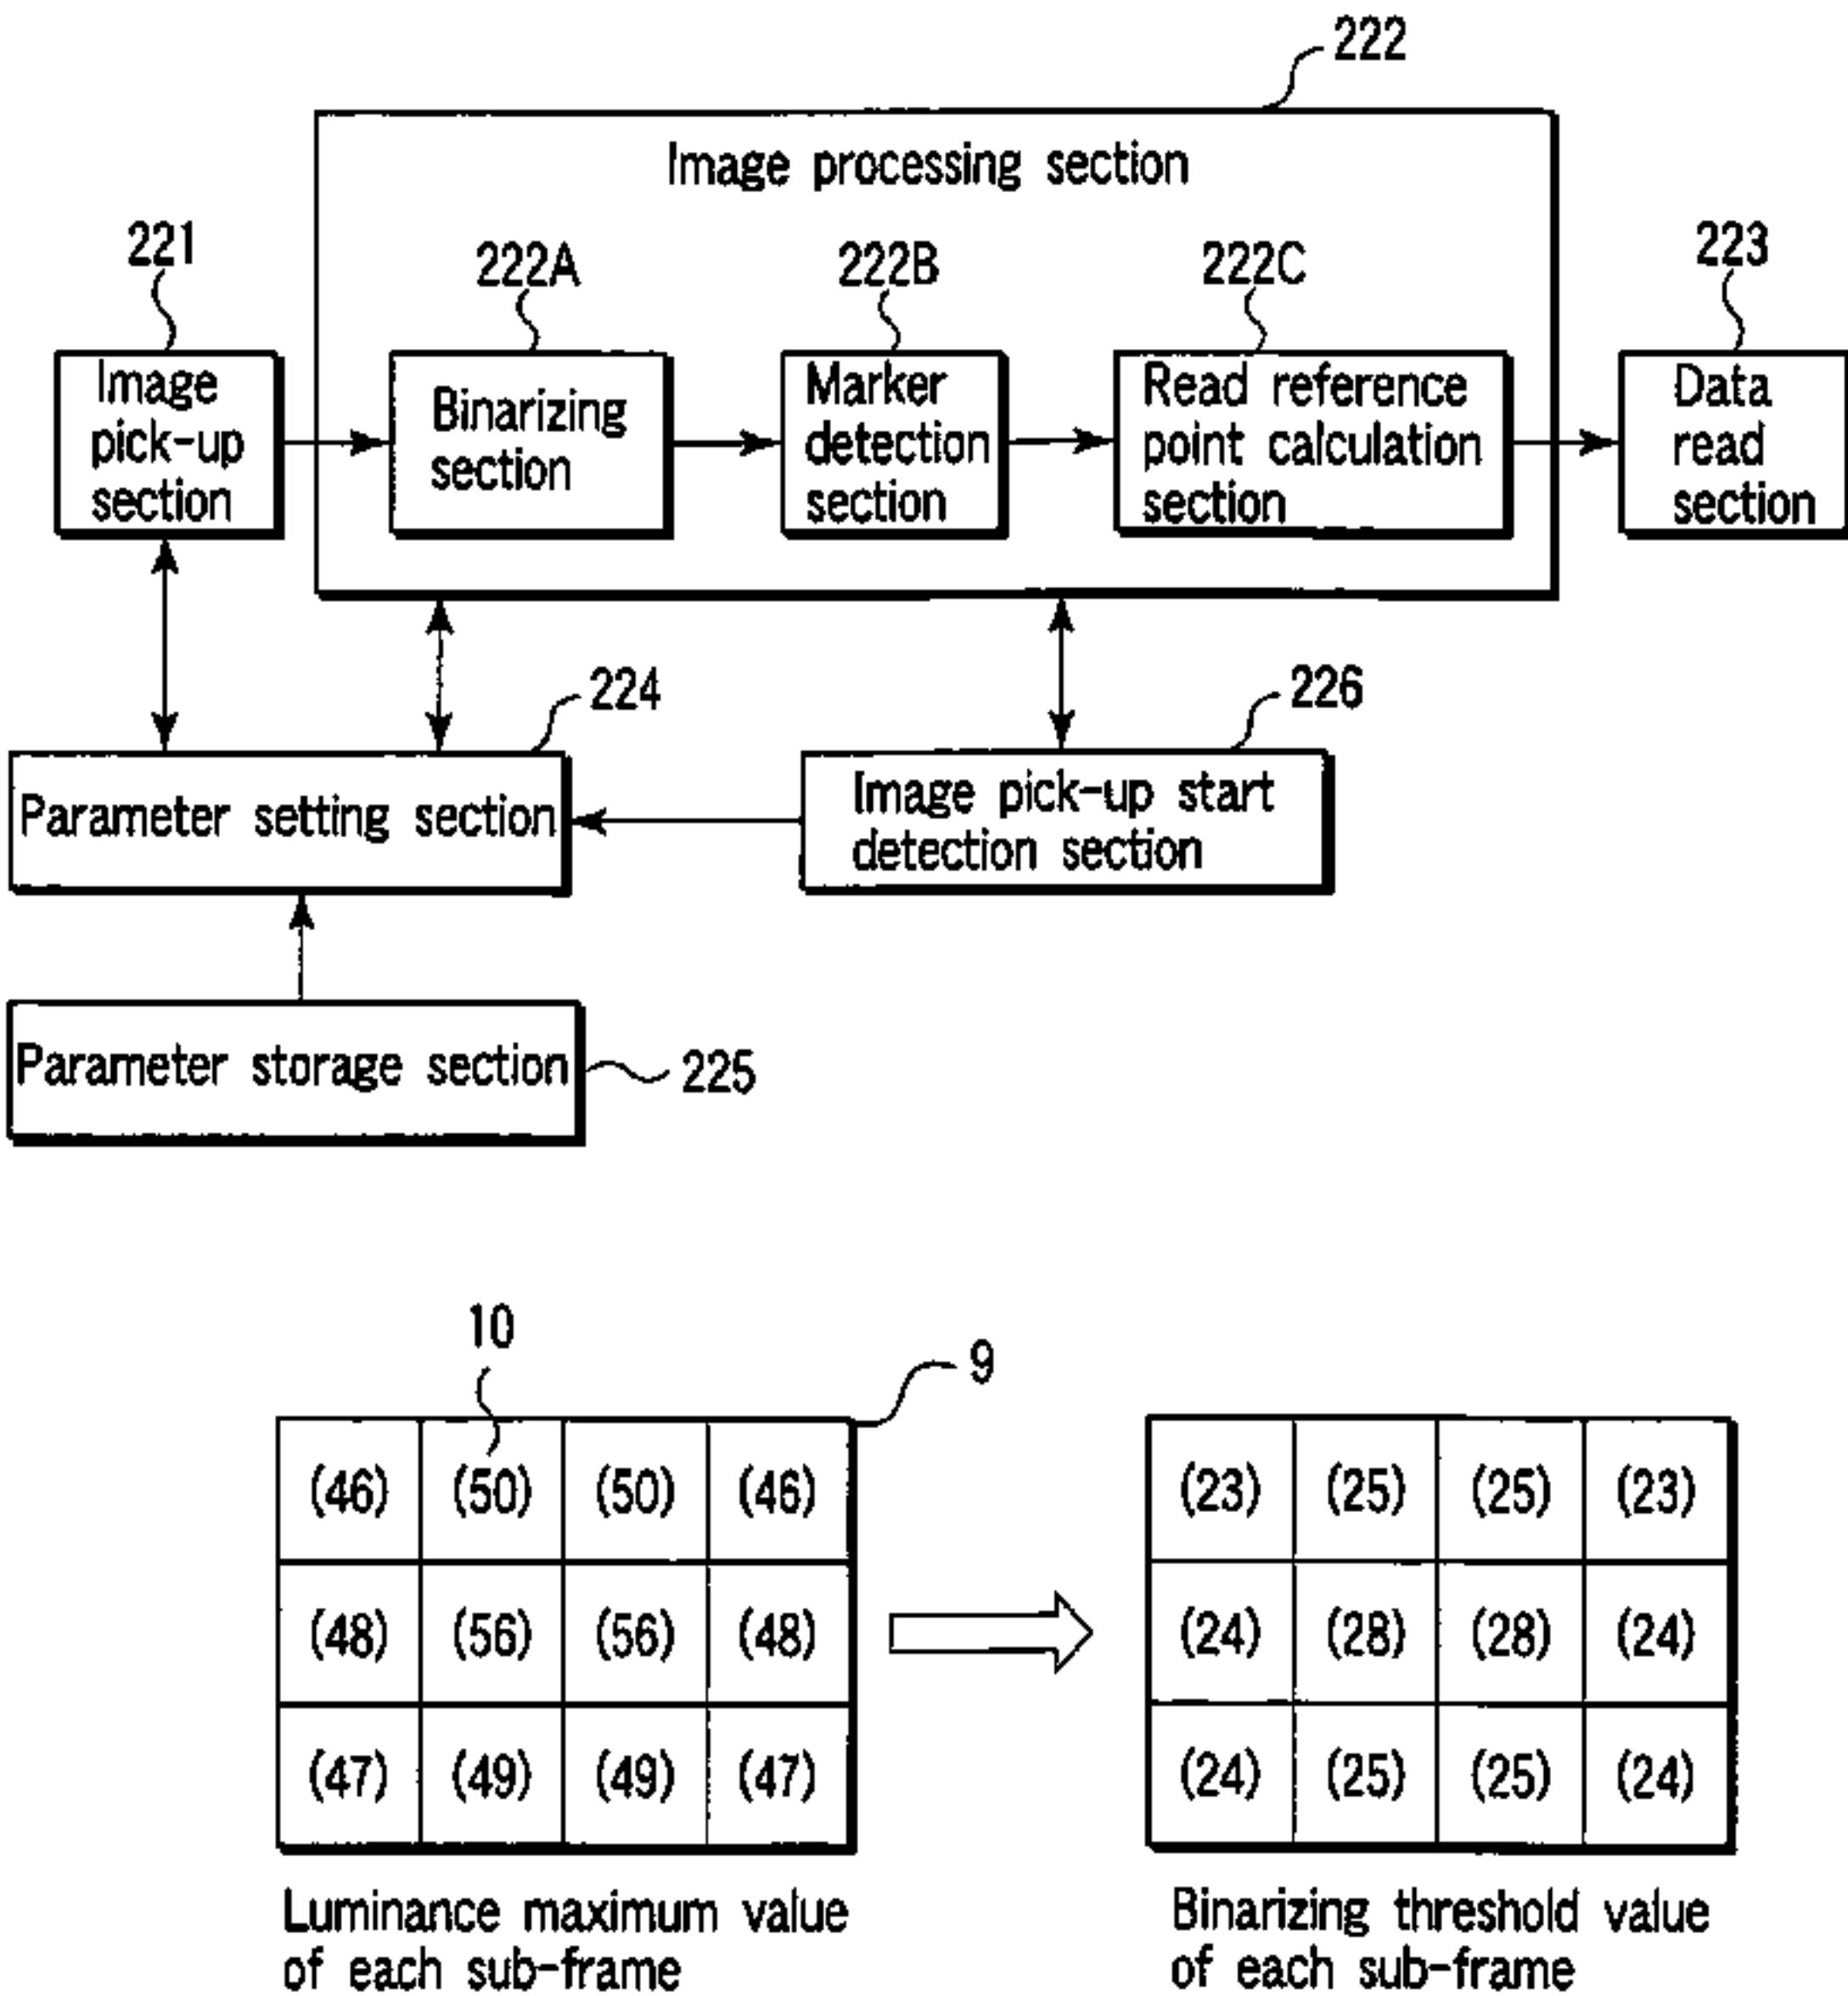 222
Image processing section
221
222A
222B
222C
223
Image
pick-up
section
Binarizing
section
Marker
detection
section
Read reference
point calculation
section
Data
read
section
224
226
Parameter setting section
Image pick-up start
detection section
Parameter storage section
225
10
9
(46) (50) (50) (46)
(48) (56) (56) (48)
(47) (49) (49) (47)
(23) (25) (25) (23)
(24) (28) (28) (24)
(24) (25) (25) (24)
Luminance maximum value
of each sub-frame
Binarizing threshold value
of each sub-frame